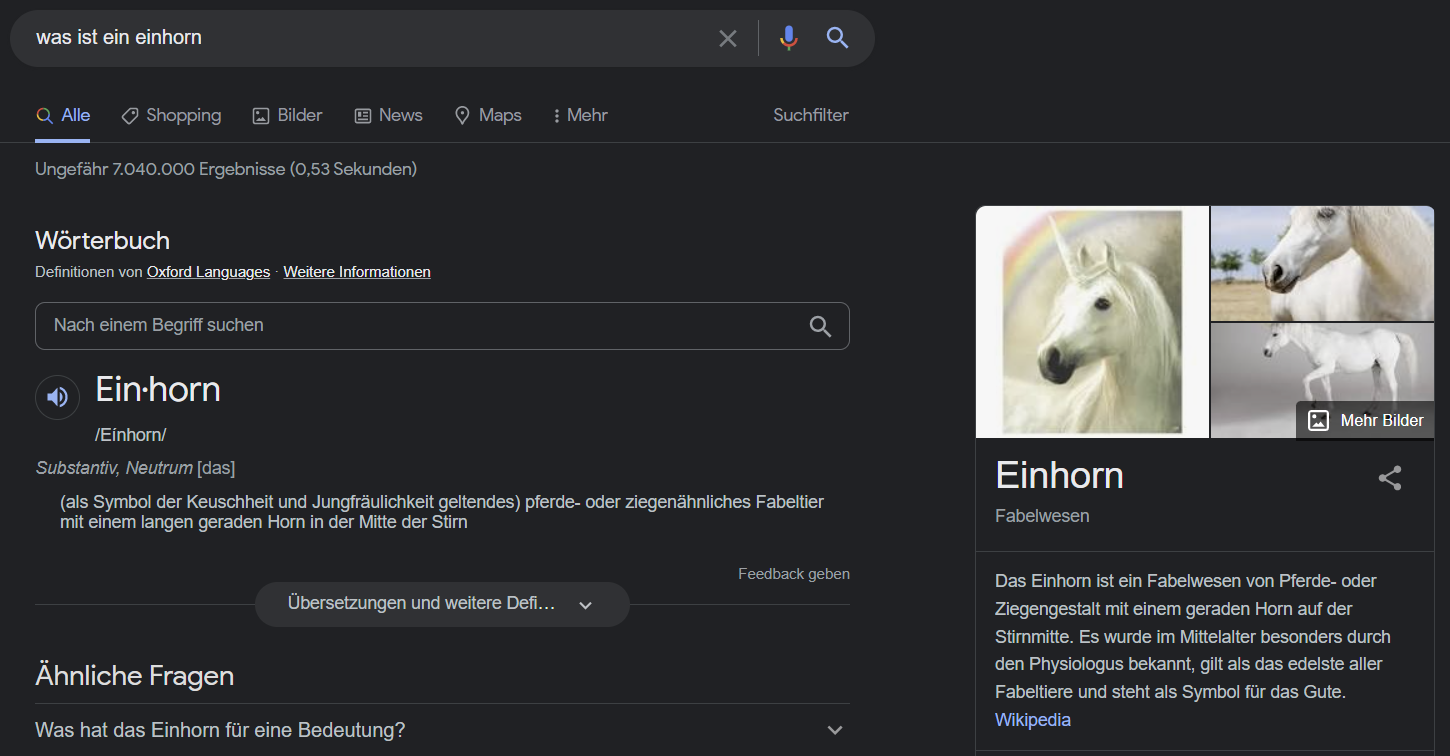 was ist ein einhorn
Alle Shopping Bilder News Maps Mehr Suchfilter
Ungefähr 7.040.000 Ergebnisse (0,53 Sekunden)
Wörterbuch
Definitionen von Oxford Languages · Weitere Informationen
Nach einem Begriff suchen
Ein·horn
/Eínhorn/
Substantiv, Neutrum [das]
(als Symbol der Keuschheit und Jungfräulichkeit geltendes) pferde- oder ziegenähnliches Fabeltier
mit einem langen geraden Horn in der Mitte der Stirn
Feedback geben
Übersetzungen und weitere Defi…
Ähnliche Fragen
Was hat das Einhorn für eine Bedeutung?
Mehr Bilder
Einhorn
Fabelwesen
Das Einhorn ist ein Fabelwesen von Pferde- oder
Ziegengestalt mit einem geraden Horn auf der
Stirnmitte. Es wurde im Mittelalter besonders durch
den Physiologus bekannt, gilt als das edelste aller
Fabeltiere und steht als Symbol für das Gute.
Wikipedia